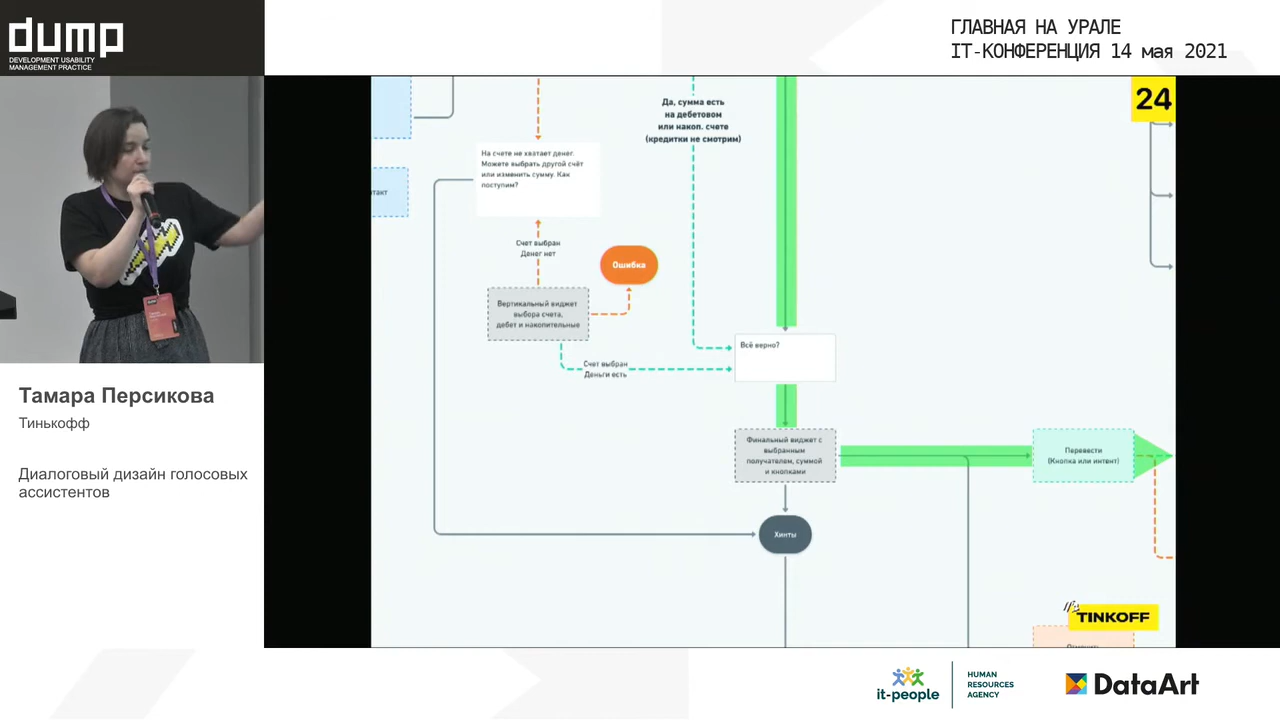 dump
DEVELOPMENT USABILITY
MANAGEMENT PRACTICE
ГЛАВНАЯ НА УРАЛЕ
IT-КОНФЕРЕНЦИЯ 14 мая 2021
24
Да, сумма есть
на дебетовом
или накоп. счете
(кредитки не смотрим)
На счете не хватает денег.
Можете выбрать другой счёт
или изменить сумму. Как
поступим?
такт
Счет выбран
Денег нет
Ошибка
Вертикальный виджет
выбора счета,
дебет и накопительные
Счет выбран
Деньги есть
Всё верно?
Финальный виджет с
выбранным
получателем, суммой
и кнопками
Перевести
(Кнопка или интент)
Хинты
TINKOFF
Тамара Персикова
Тинькофф
Диалоговый дизайн голосовых
ассистентов
it-people
HUMAN
RESOURCES
AGENCY
DataArt